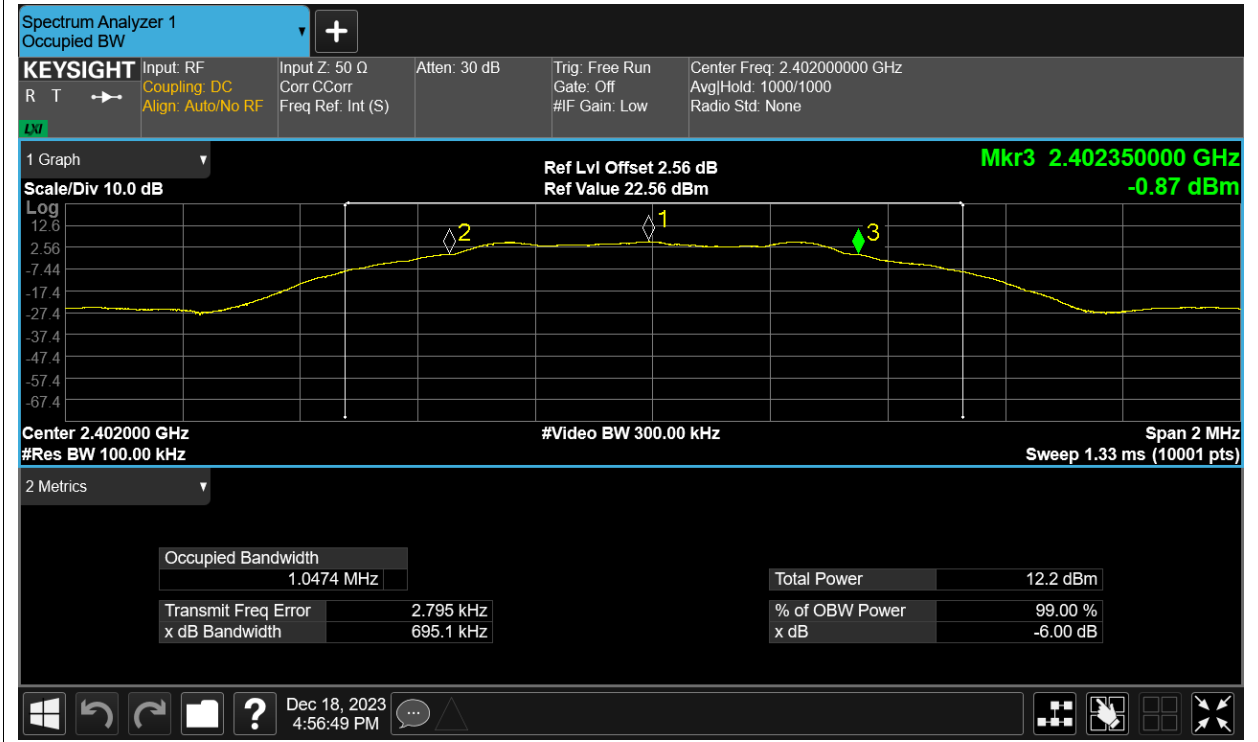 Spectrum Analyzer 1
Occupied BW
KEYSIGHT
R T
LXI
Input: RF
Coupling: DC
Align: Auto/No RF
Input Z: 50 Ω
Corr CCorr
Freq Ref: Int (S)
Atten: 30 dB
Trig: Free Run
Gate: Off
#IF Gain: Low
Center Freq: 2.402000000 GHz
Avg|Hold: 1000/1000
Radio Std: None
1 Graph
Scale/Div 10.0 dB
Ref Lvl Offset 2.56 dB
Ref Value 22.56 dBm
Mkr3 2.402350000 GHz
-0.87 dBm
Log
12.6
2.56
-7.44
-17.4
-27.4
-37.4
-47.4
-57.4
-67.4
2
1
3
Center 2.402000 GHz
#Res BW 100.00 kHz
#Video BW 300.00 kHz
Span 2 MHz
Sweep 1.33 ms (10001 pts)
2 Metrics
Occupied Bandwidth
1.0474 MHz
Transmit Freq Error 2.795 kHz
x dB Bandwidth 695.1 kHz
Total Power 12.2 dBm
% of OBW Power 99.00 %
x dB -6.00 dB
?
Dec 18, 2023
4:56:49 PM